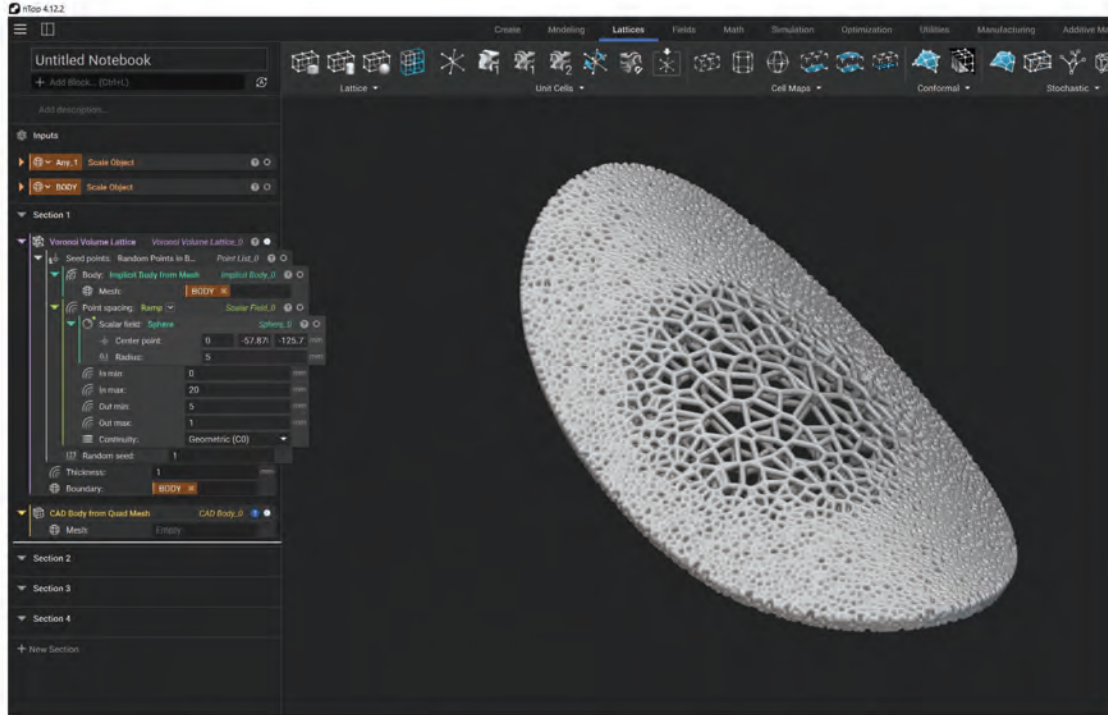 nTop 4.12.2
Create Modeling Lattices Fields Math Simulation Optimization Utilities Manufacturing Additive Ma
Untitled Notebook
+ Add Block... (Ctrl+L)
Add description...
Lattice Unit Cells Cell Maps Conformal Stochastic
Inputs
Any_1 Scale Object
BODY Scale Object
Section 1
Voronoi Volume Lattice Voronoi Volume Lattice_0
Seed points: Random Points in B... Point List_0
Body: Implicit Body from Mesh Implicit Body_0
Mesh: BODY ×
Point spacing: Ramp Scalar Field_0
Scalar field: Sphere Sphere_0
Center point: 0 -57.87 -125.7 mm
Radius: 5 mm
In min: 0 mm
In max: 20 mm
Out min: 5 mm
Out max: 1 mm
Continuity: Geometric (C0)
Random seed: 1
Thickness: 1 mm
Boundary: BODY ×
CAD Body from Quad Mesh CAD Body_0
Mesh: Empty
Section 2
Section 3
Section 4
+ New Section